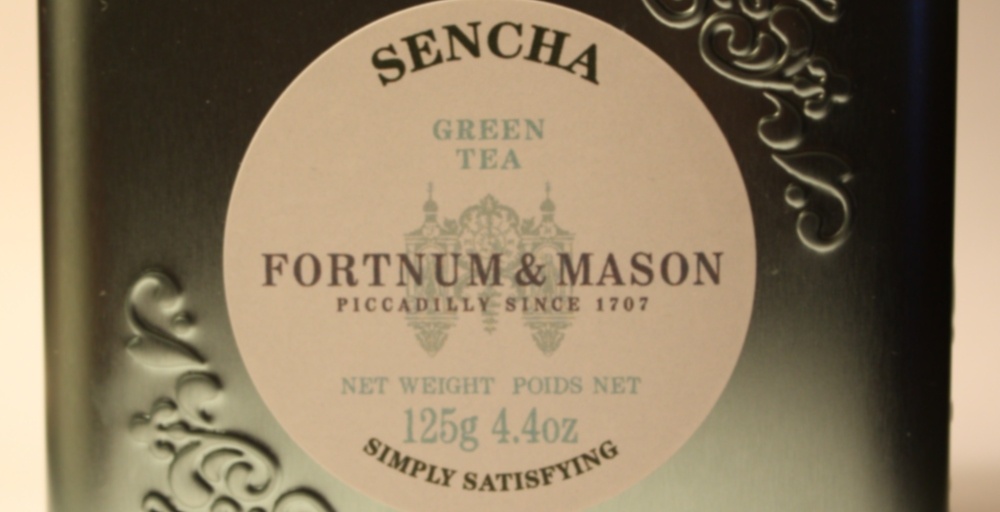 SENCHA
GREEN
TEA
FORTNUM & MASON
PICCADILLY SINCE 1707
NET WEIGHT POIDS NET
125g 4.4oz
SIMPLY SATISFYING